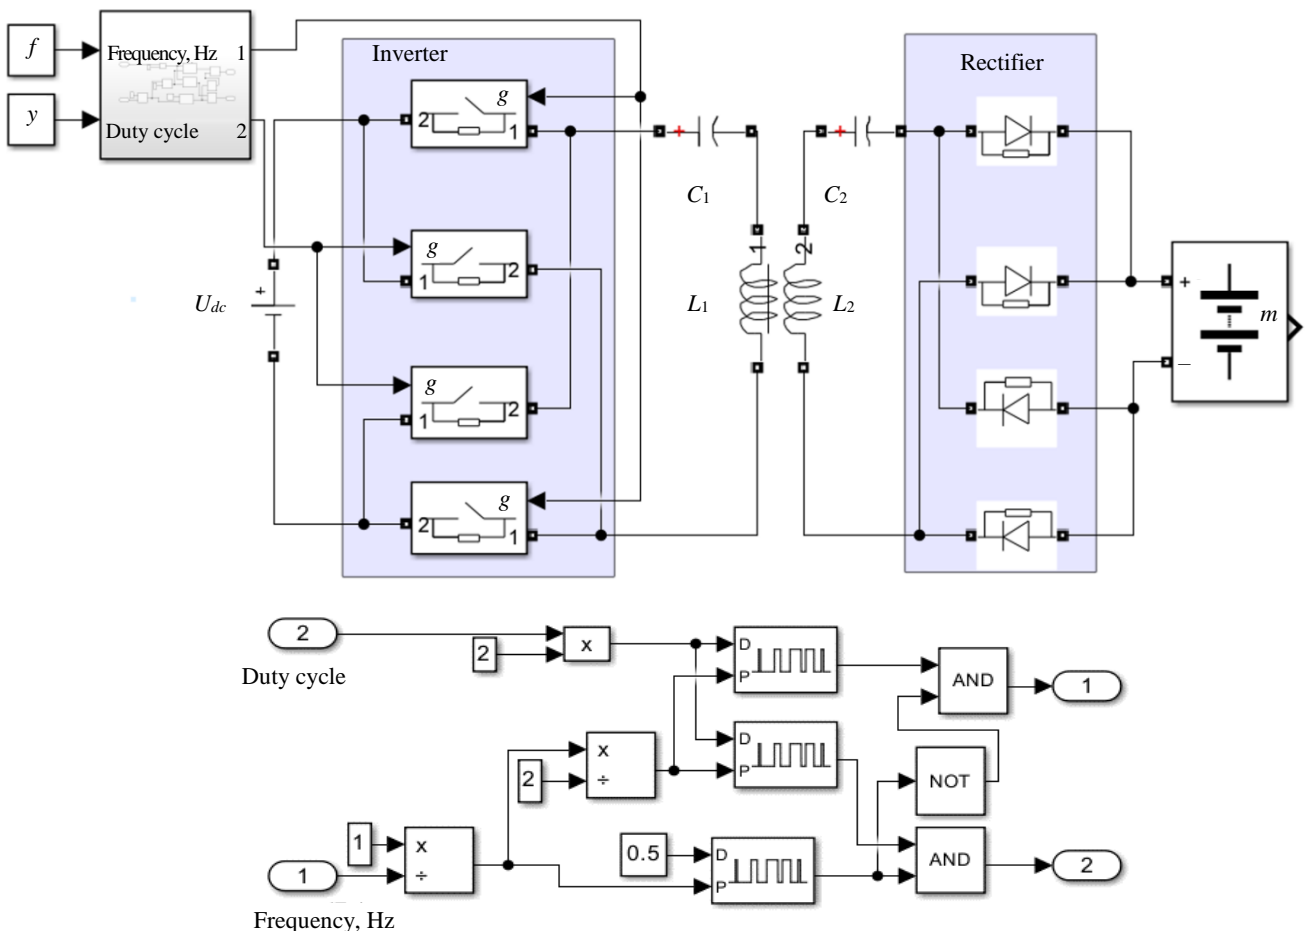 f
Frequency, Hz 1
y
Duty cycle 2
Inverter
Rectifier
g
2
1
g
1
2
g
1
2
g
2
1
+
Udc
+
C1
+
C2
1
2
L1
L2
+
−
m
2
Duty cycle
2
x
D
P
AND
1
x
÷
2
D
P
NOT
1
x
÷
1
Frequency, Hz
0.5
D
P
AND
2